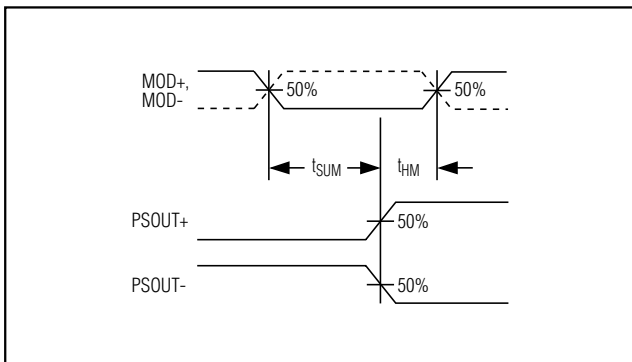 MOD+,
MOD-
50%
50%
tSUM
tHM
PSOUT+
50%
PSOUT-
50%